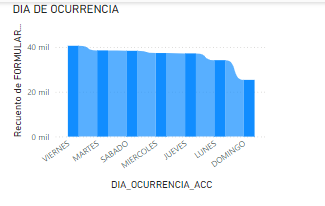 DIA DE OCURRENCIA
Recuento de FORMULAR...
40 mil
20 mil
0 mil
VIERNES
MARTES
SABADO
MIERCOLES
JUEVES
LUNES
DOMINGO
DIA_OCURRENCIA_ACC